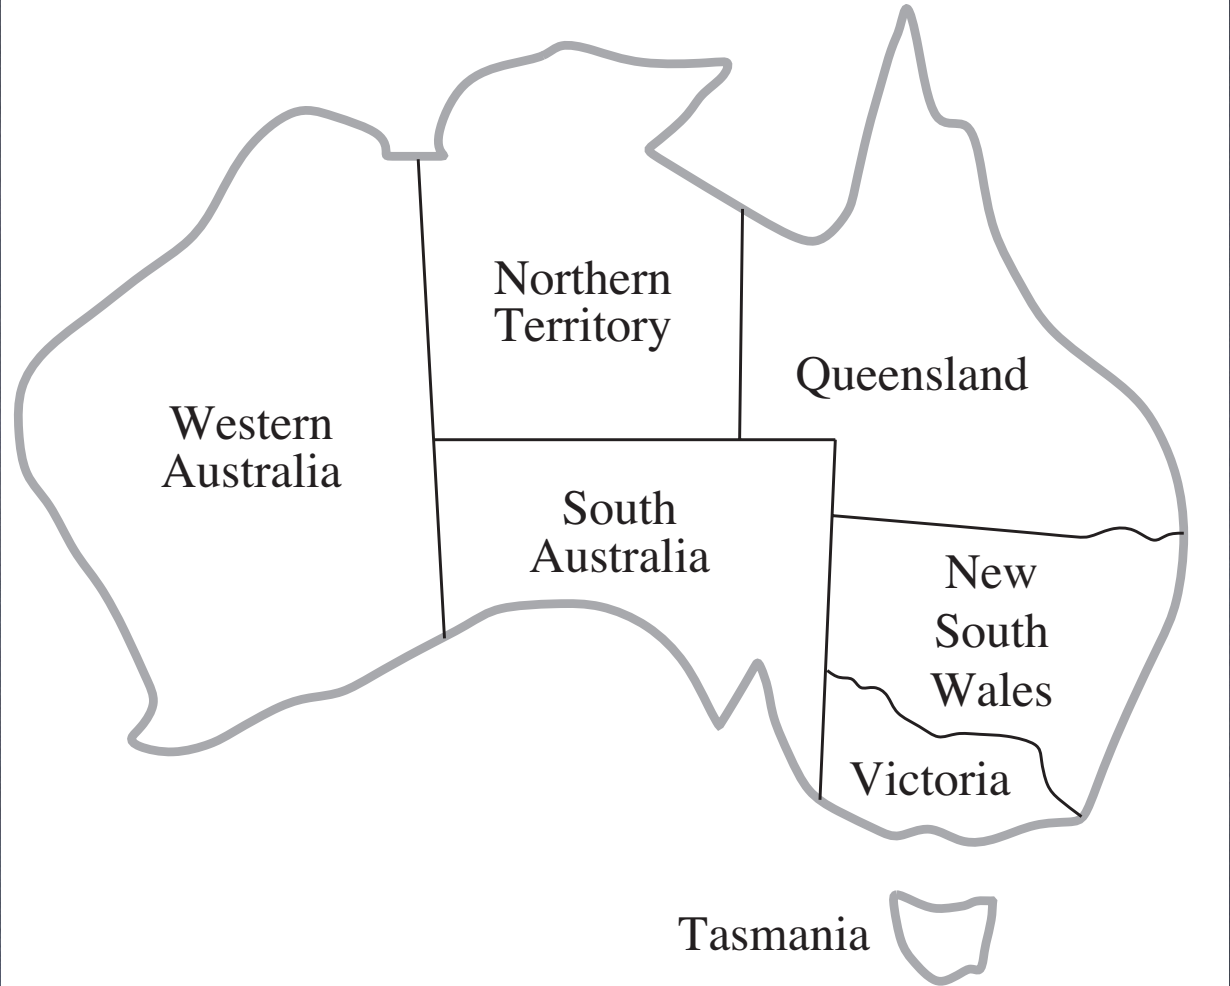 Northern
Territory
Queensland
Western
Australia
South
Australia
New
South
Wales
Victoria
Tasmania